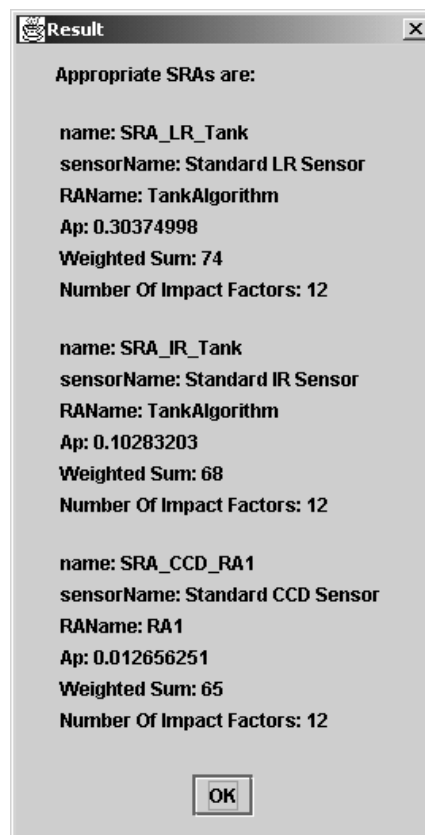 Result
Appropriate SRAs are:
name: SRA_LR_Tank
sensorName: Standard LR Sensor
RAName: TankAlgorithm
Ap: 0.30374998
Weighted Sum: 74
Number Of Impact Factors: 12
name: SRA_IR_Tank
sensorName: Standard IR Sensor
RAName: TankAlgorithm
Ap: 0.10283203
Weighted Sum: 68
Number Of Impact Factors: 12
name: SRA_CCD_RA1
sensorName: Standard CCD Sensor
RAName: RA1
Ap: 0.012656251
Weighted Sum: 65
Number Of Impact Factors: 12
OK